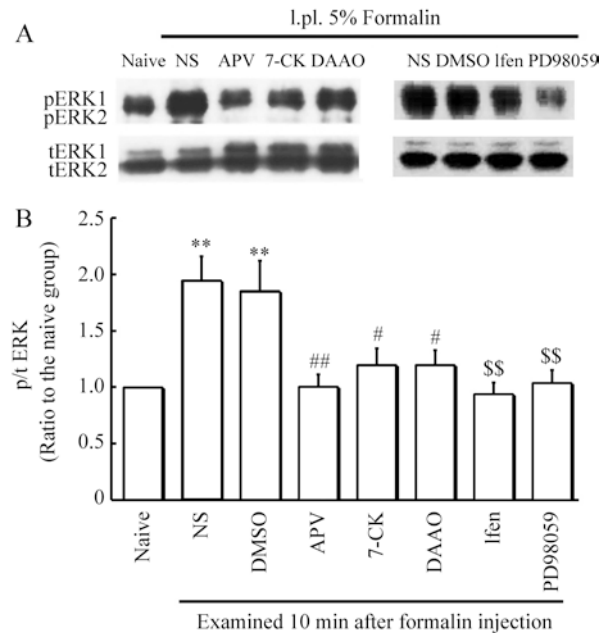 l.pl. 5% Formalin
A
Naive NS APV 7-CK DAAO
NS DMSO lfen PD98059
pERK1
pERK2
tERK1
tERK2
B
p/t ERK
(Ratio to the naive group)
2.5
2.0
1.5
1.0
0.5
0
** ** ## # # $$ $$
Naive NS DMSO APV 7-CK DAAO lfen PD98059
Examined 10 min after formalin injection